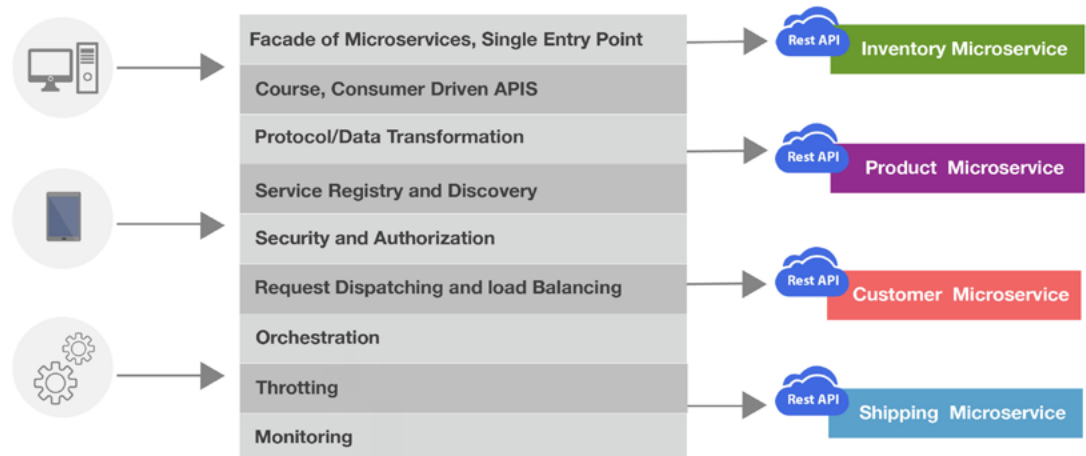 Facade of Microservices, Single Entry Point
Course, Consumer Driven APIS
Protocol/Data Transformation
Service Registry and Discovery
Security and Authorization
Request Dispatching and load Balancing
Orchestration
Throtting
Monitoring
Rest API
Inventory Microservice
Rest API
Product Microservice
Rest API
Customer Microservice
Rest API
Shipping Microservice